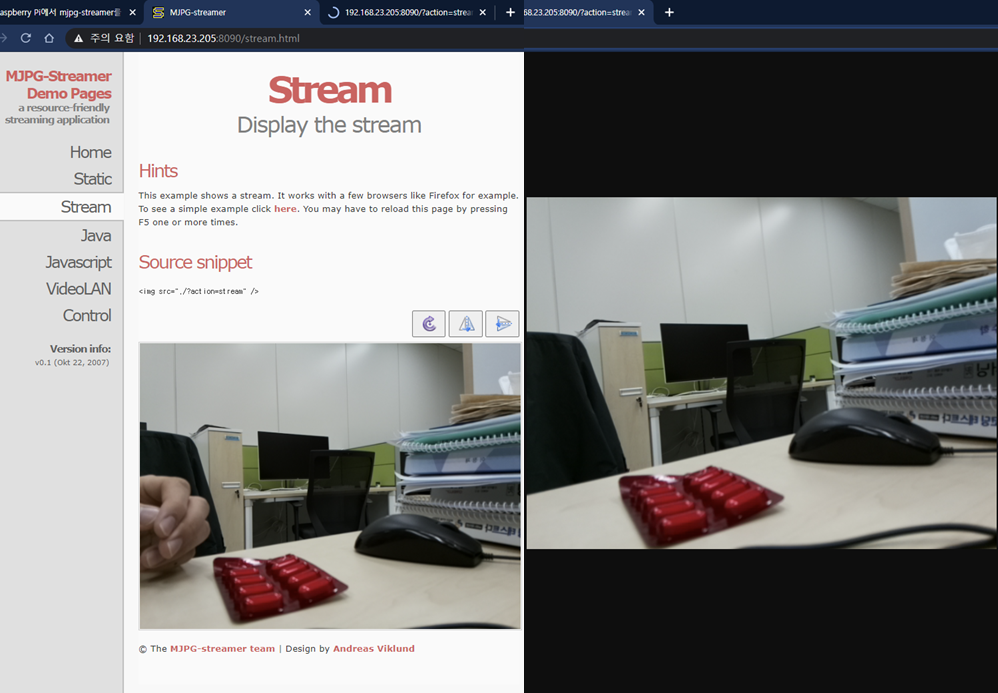 aspberry Pi에서 mjpg-streamer를
MJPG-streamer
192.168.23.205:8090/?action=strea
68.23.205:8090/?action=strea
주의 요함
192.168.23.205:8090/stream.html
MJPG-Streamer
Demo Pages
a resource-friendly
streaming application
Home
Static
Stream
Java
Javascript
VideoLAN
Control
Version info:
v0.1 (Okt 22, 2007)
Stream
Display the stream
Hints
This example shows a stream. It works with a few browsers like Firefox for example.
To see a simple example click here. You may have to reload this page by pressing
F5 one or more times.
Source snippet
<img src="./?action=stream" />
© The MJPG-streamer team | Design by Andreas Viklund